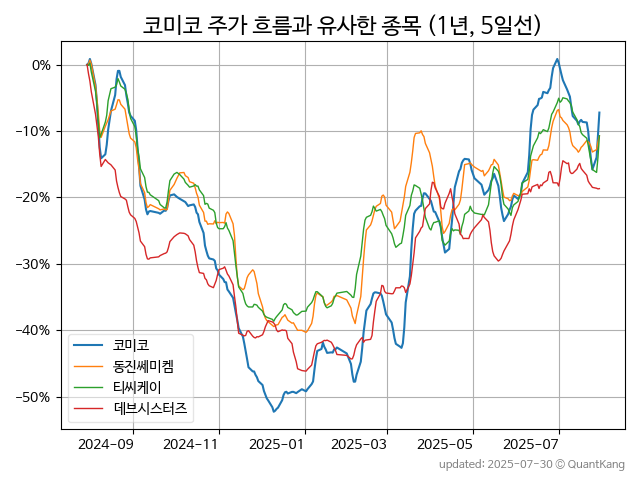 코미코 주가 흐름과 유사한 종목 (1년, 5일선)
0%
−10%
−20%
−30%
−40%
−50%
코미코
동진쎄미켐
티씨케이
데브시스터즈
2024-09 2024-11 2025-01 2025-03 2025-05 2025-07
updated: 2025-07-30 © QuantKang